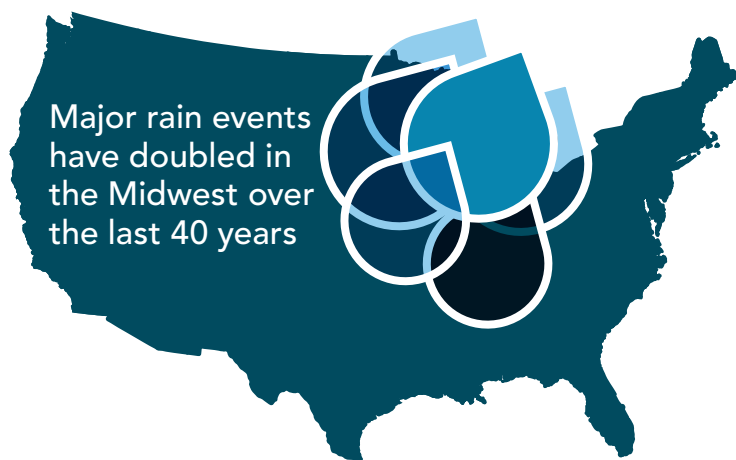 Major rain events
have doubled in
the Midwest over
the last 40 years